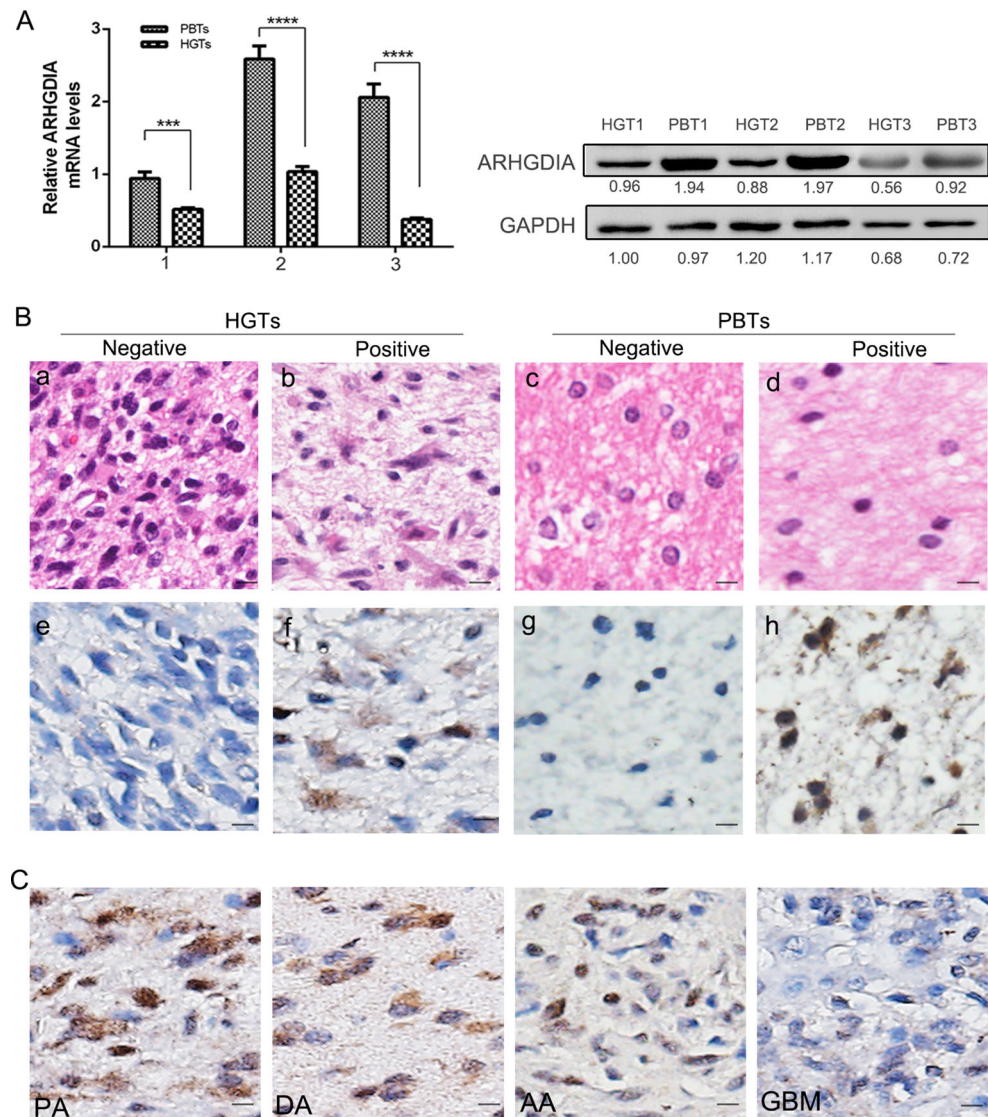 A
Relative ARHGDIA
mRNA levels
3
2
1
0
PBTs
HGTs
***
****
****
1 2 3
HGT1 PBT1 HGT2 PBT2 HGT3 PBT3
ARHGDIA
0.96 1.94 0.88 1.97 0.56 0.92
GAPDH
1.00 0.97 1.20 1.17 0.68 0.72
B
HGTs PBTs
Negative Positive Negative Positive
a b c d
e f g h
C
PA DA AA GBM